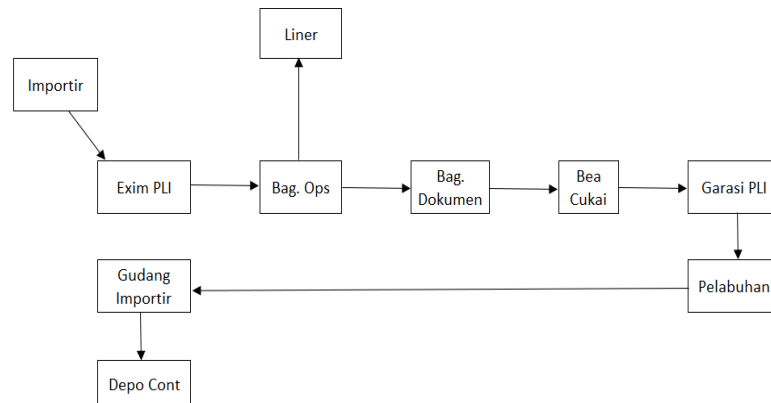 Liner
Importir
Exim PLI
Bag. Ops
Bag.
Dokumen
Bea
Cukai
Garasi PLI
Gudang
Importir
Pelabuhan
Depo Cont